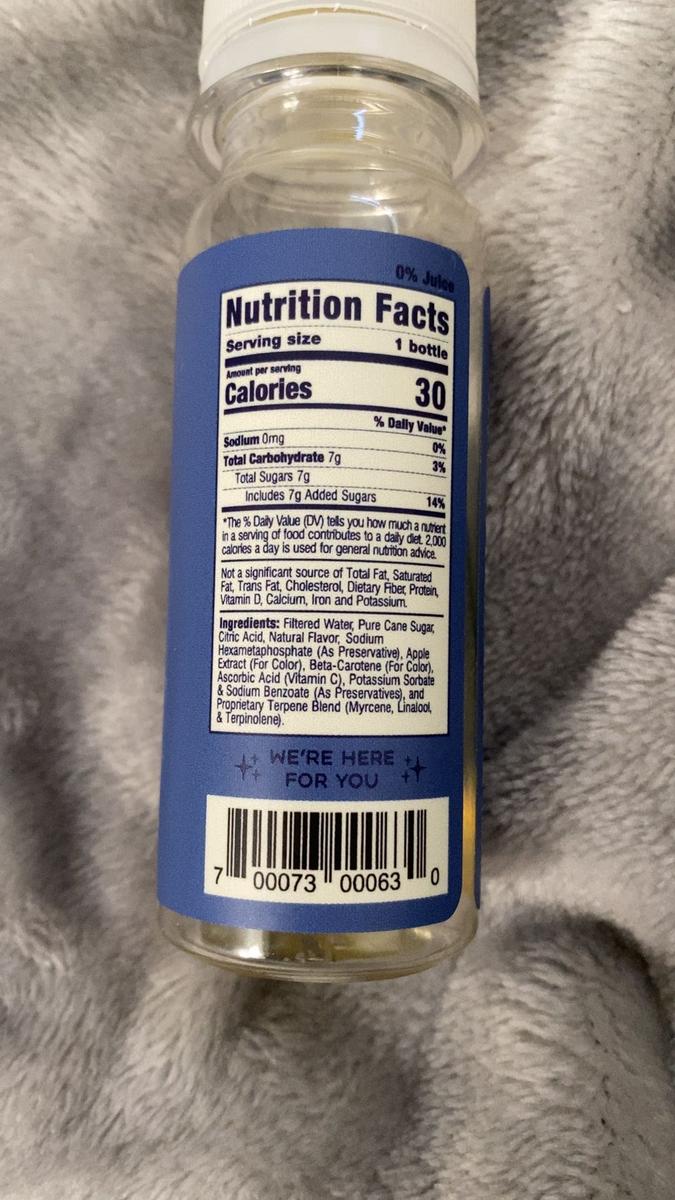 0% Juice
Nutrition Facts
Serving size 1 bottle
Amount per serving
Calories 30
% Daily Value*
Sodium 0mg 0%
Total Carbohydrate 7g 3%
Total Sugars 7g
Includes 7g Added Sugars 14%
*The % Daily Value (DV) tells you how much a nutrient
in a serving of food contributes to a daily diet. 2,000
calories a day is used for general nutrition advice.
Not a significant source of Total Fat, Saturated
Fat, Trans Fat, Cholesterol, Dietary Fiber, Protein,
Vitamin D, Calcium, Iron and Potassium.
Ingredients: Filtered Water, Pure Cane Sugar,
Citric Acid, Natural Flavor, Sodium
Hexametaphosphate (As Preservative), Apple
Extract (For Color), Beta-Carotene (For Color),
Ascorbic Acid (Vitamin C), Potassium Sorbate
& Sodium Benzoate (As Preservatives), and
Proprietary Terpene Blend (Myrcene, Linalool,
& Terpinolene).
WE'RE HERE
FOR YOU
7 00073 00063 0